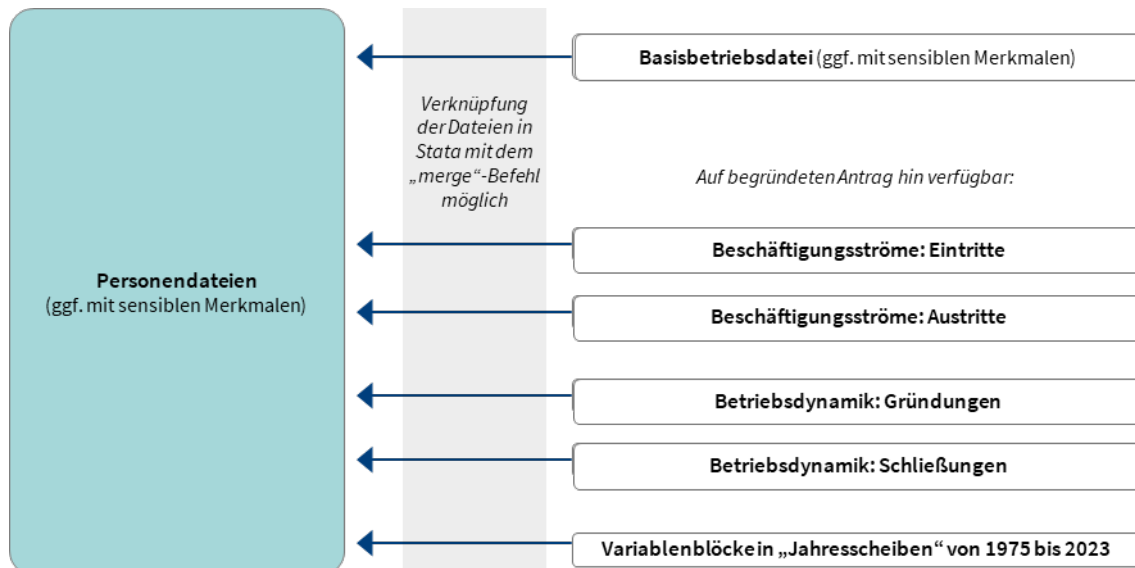 Basisbetriebsdatei (ggf. mit sensiblen Merkmalen)
Verknüpfung
der Dateien in
Stata mit dem
„merge“-Befehl
möglich
Auf begründeten Antrag hin verfügbar:
Personendateien
(ggf. mit sensiblen Merkmalen)
Beschäftigungsströme: Eintritte
Beschäftigungsströme: Austritte
Betriebsdynamik: Gründungen
Betriebsdynamik: Schließungen
Variablenblöcke in „Jahresscheiben“ von 1975 bis 2023